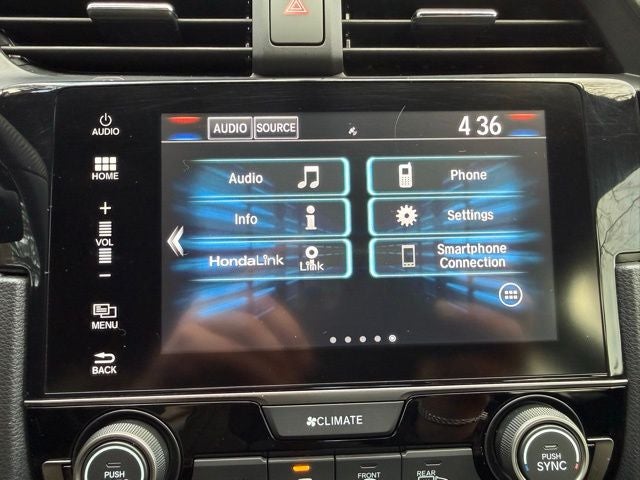 AUDIO
HOME
+
VOL
−
MENU
BACK
AUDIO SOURCE
4 36
Audio
Phone
Info
Settings
HondaLink
Link
Smartphone
Connection
CLIMATE
PUSH
PUSH
SYNC
FRONT
REAR